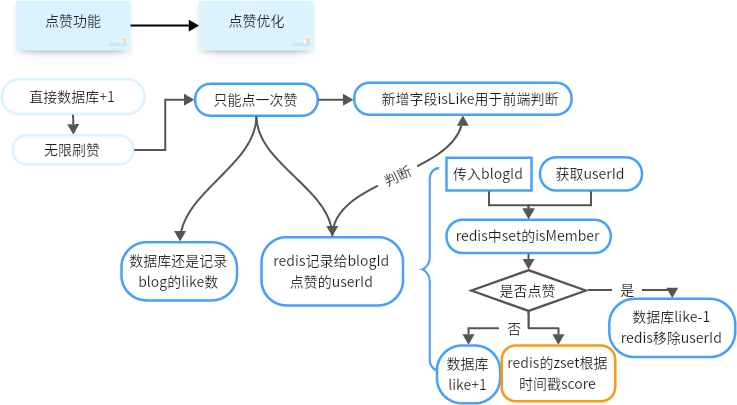 点赞功能
点赞优化
直接数据库+1
只能点一次赞
新增字段isLike用于前端判断
无限刷赞
判断
传入blogId
获取userId
redis中set的isMember
数据库还是记录
blog的like数
redis记录给blogId
点赞的userId
是否点赞
是
数据库like-1
redis移除userId
否
数据库
like+1
redis的zset根据
时间戳score